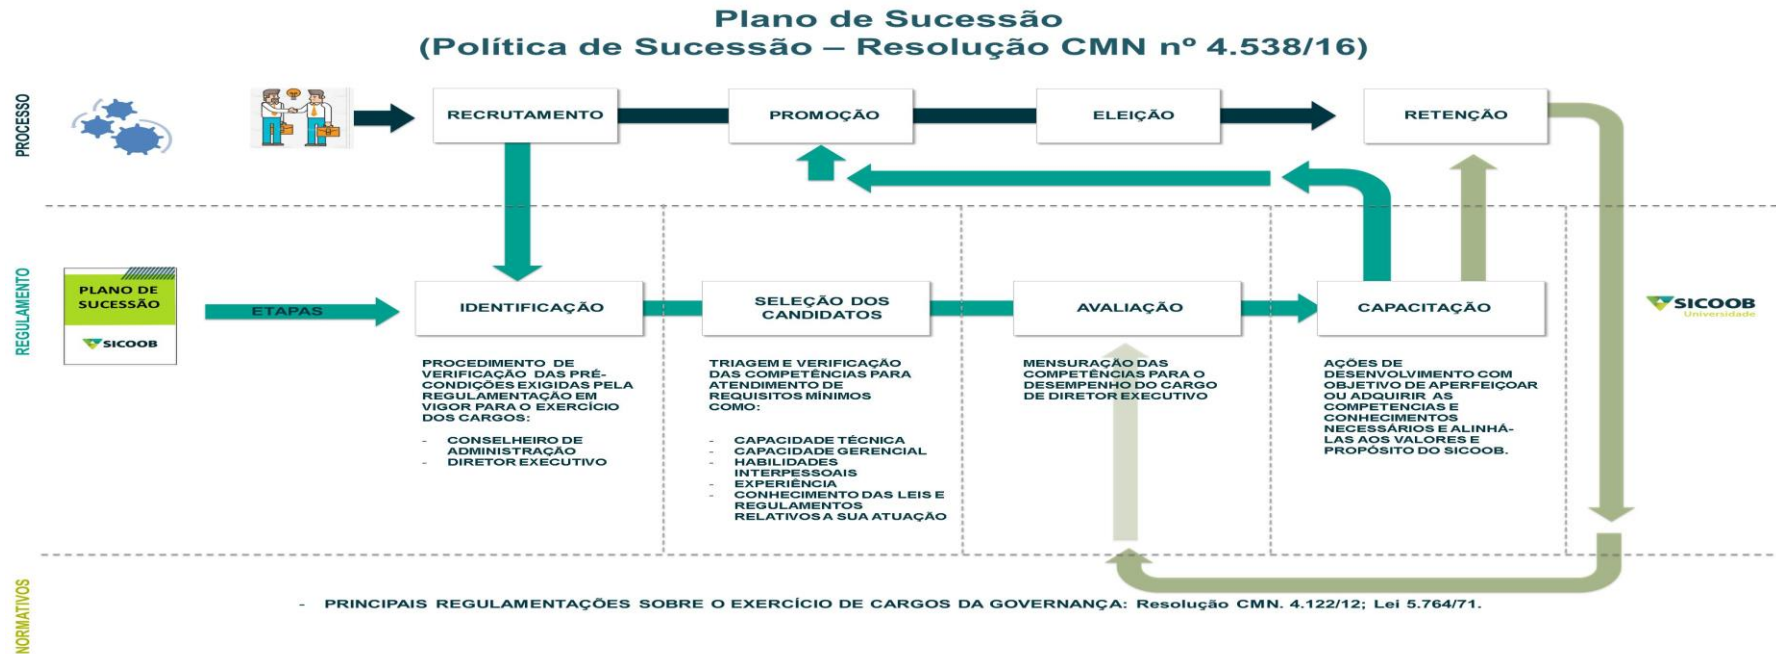 Plano de Sucessão
(Política de Sucessão – Resolução CMN nº 4.538/16)
PROCESSO
RECRUTAMENTO
PROMOÇÃO
ELEIÇÃO
RETENÇÃO
REGULAMENTO
PLANO DE
SUCESSÃO
SICOOB
ETAPAS
IDENTIFICAÇÃO
SELEÇÃO DOS
CANDIDATOS
AVALIAÇÃO
CAPACITAÇÃO
SICOOB
Universidade
PROCEDIMENTO DE
VERIFICAÇÃO DAS PRÉ-
CONDIÇÕES EXIGIDAS PELA
REGULAMENTAÇÃO EM
VIGOR PARA O EXERCÍCIO
DOS CARGOS:
- CONSELHEIRO DE
ADMINISTRAÇÃO
- DIRETOR EXECUTIVO
TRIAGEM E VERIFICAÇÃO
DAS COMPETÊNCIAS PARA
ATENDIMENTO DE
REQUISITOS MÍNIMOS
COMO:
- CAPACIDADE TÉCNICA
- CAPACIDADE GERENCIAL
- HABILIDADES
INTERPESSOAIS
- EXPERIÊNCIA
- CONHECIMENTO DAS LEIS E
REGULAMENTOS
RELATIVOS A SUA ATUAÇÃO
MENSURAÇÃO DAS
COMPETÊNCIAS PARA O
DESEMPENHO DO CARGO
DE DIRETOR EXECUTIVO
AÇÕES DE
DESENVOLVIMENTO COM
OBJETIVO DE APERFEIÇOAR
OU ADQUIRIR AS
COMPETENCIAS E
CONHECIMENTOS
NECESSÁRIOS E ALINHÁ-
LAS AOS VALORES E
PROPÓSITO DO SICOOB.
NORMATIVOS
- PRINCIPAIS REGULAMENTAÇÕES SOBRE O EXERCÍCIO DE CARGOS DA GOVERNANÇA: Resolução CMN. 4.122/12; Lei 5.764/71.